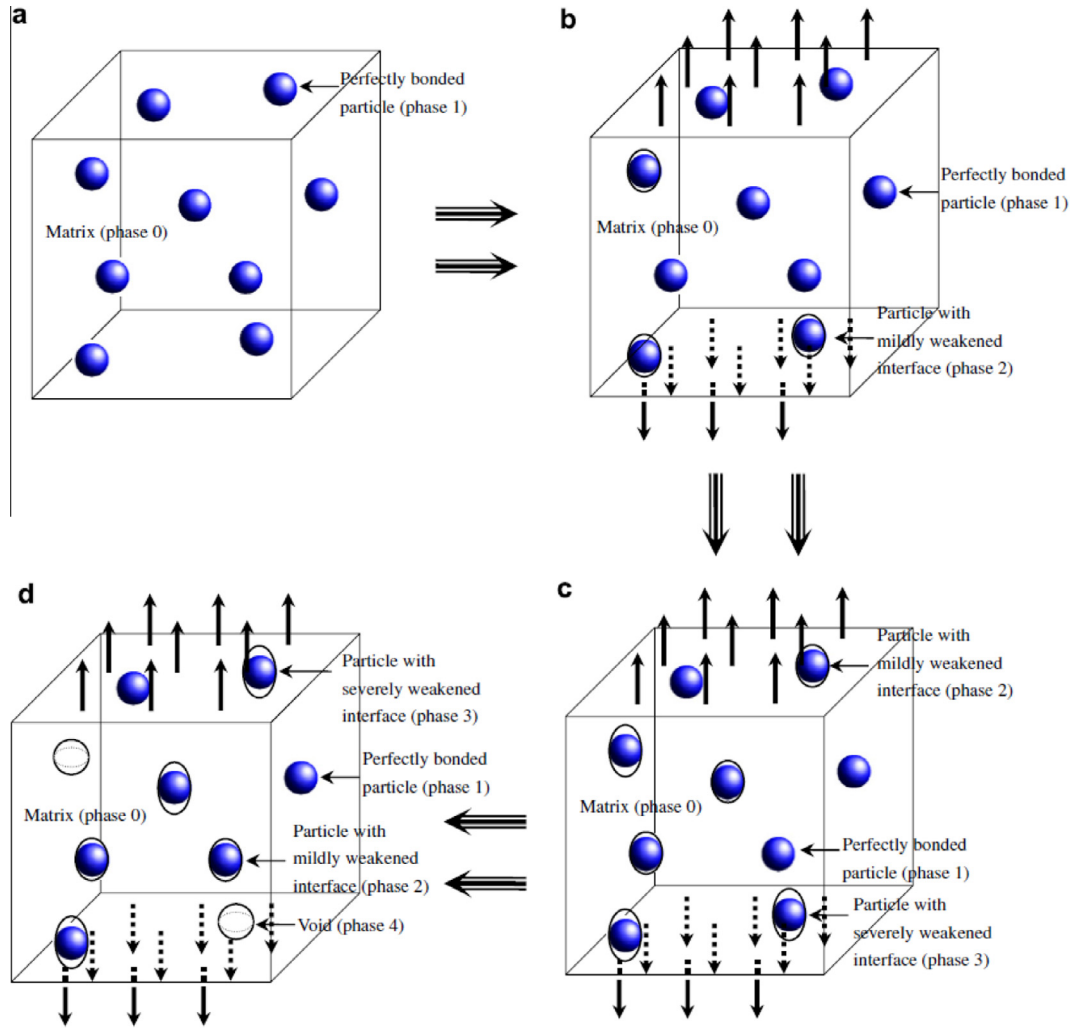 a
Perfectly bonded
particle (phase 1)
Matrix (phase 0)
b
Perfectly bonded
particle (phase 1)
Matrix (phase 0)
Particle with
mildly weakened
interface (phase 2)
d
Particle with
severely weakened
interface (phase 3)
Perfectly bonded
particle (phase 1)
Matrix (phase 0)
Particle with
mildly weakened
interface (phase 2)
Void (phase 4)
c
Particle with
mildly weakened
interface (phase 2)
Matrix (phase 0)
Perfectly bonded
particle (phase 1)
Particle with
severely weakened
interface (phase 3)